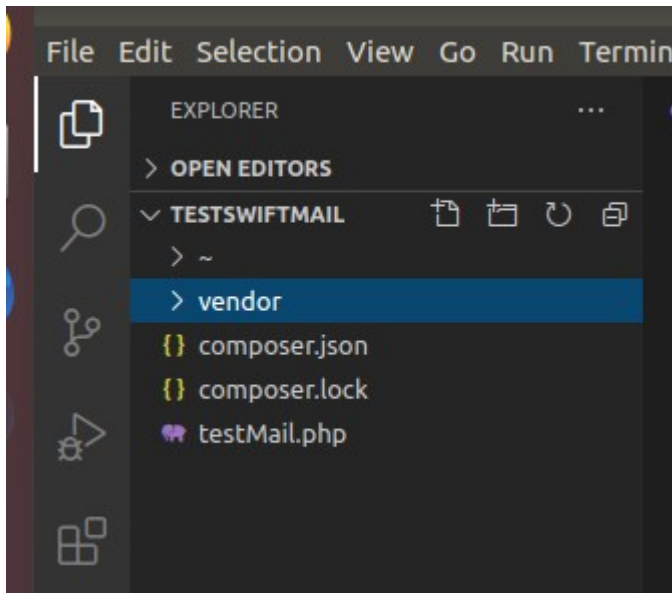 File Edit Selection View Go Run Termin
EXPLORER
OPEN EDITORS
TESTSWIFTMAIL
~
vendor
{} composer.json
{} composer.lock
testMail.php